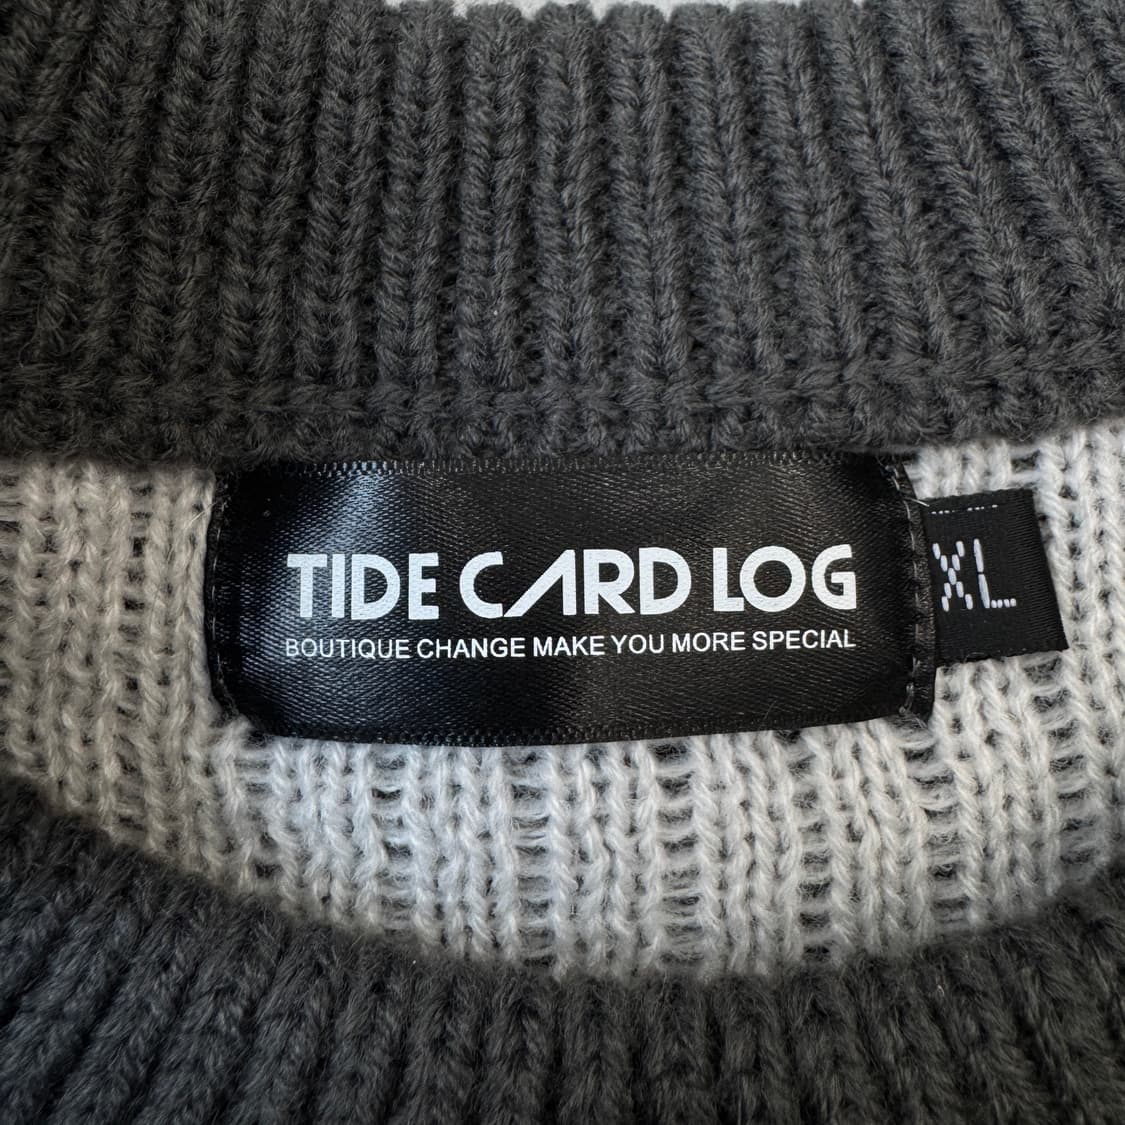 TIDE CARD LOG
BOUTIQUE CHANGE MAKE YOU MORE SPECIAL
XL